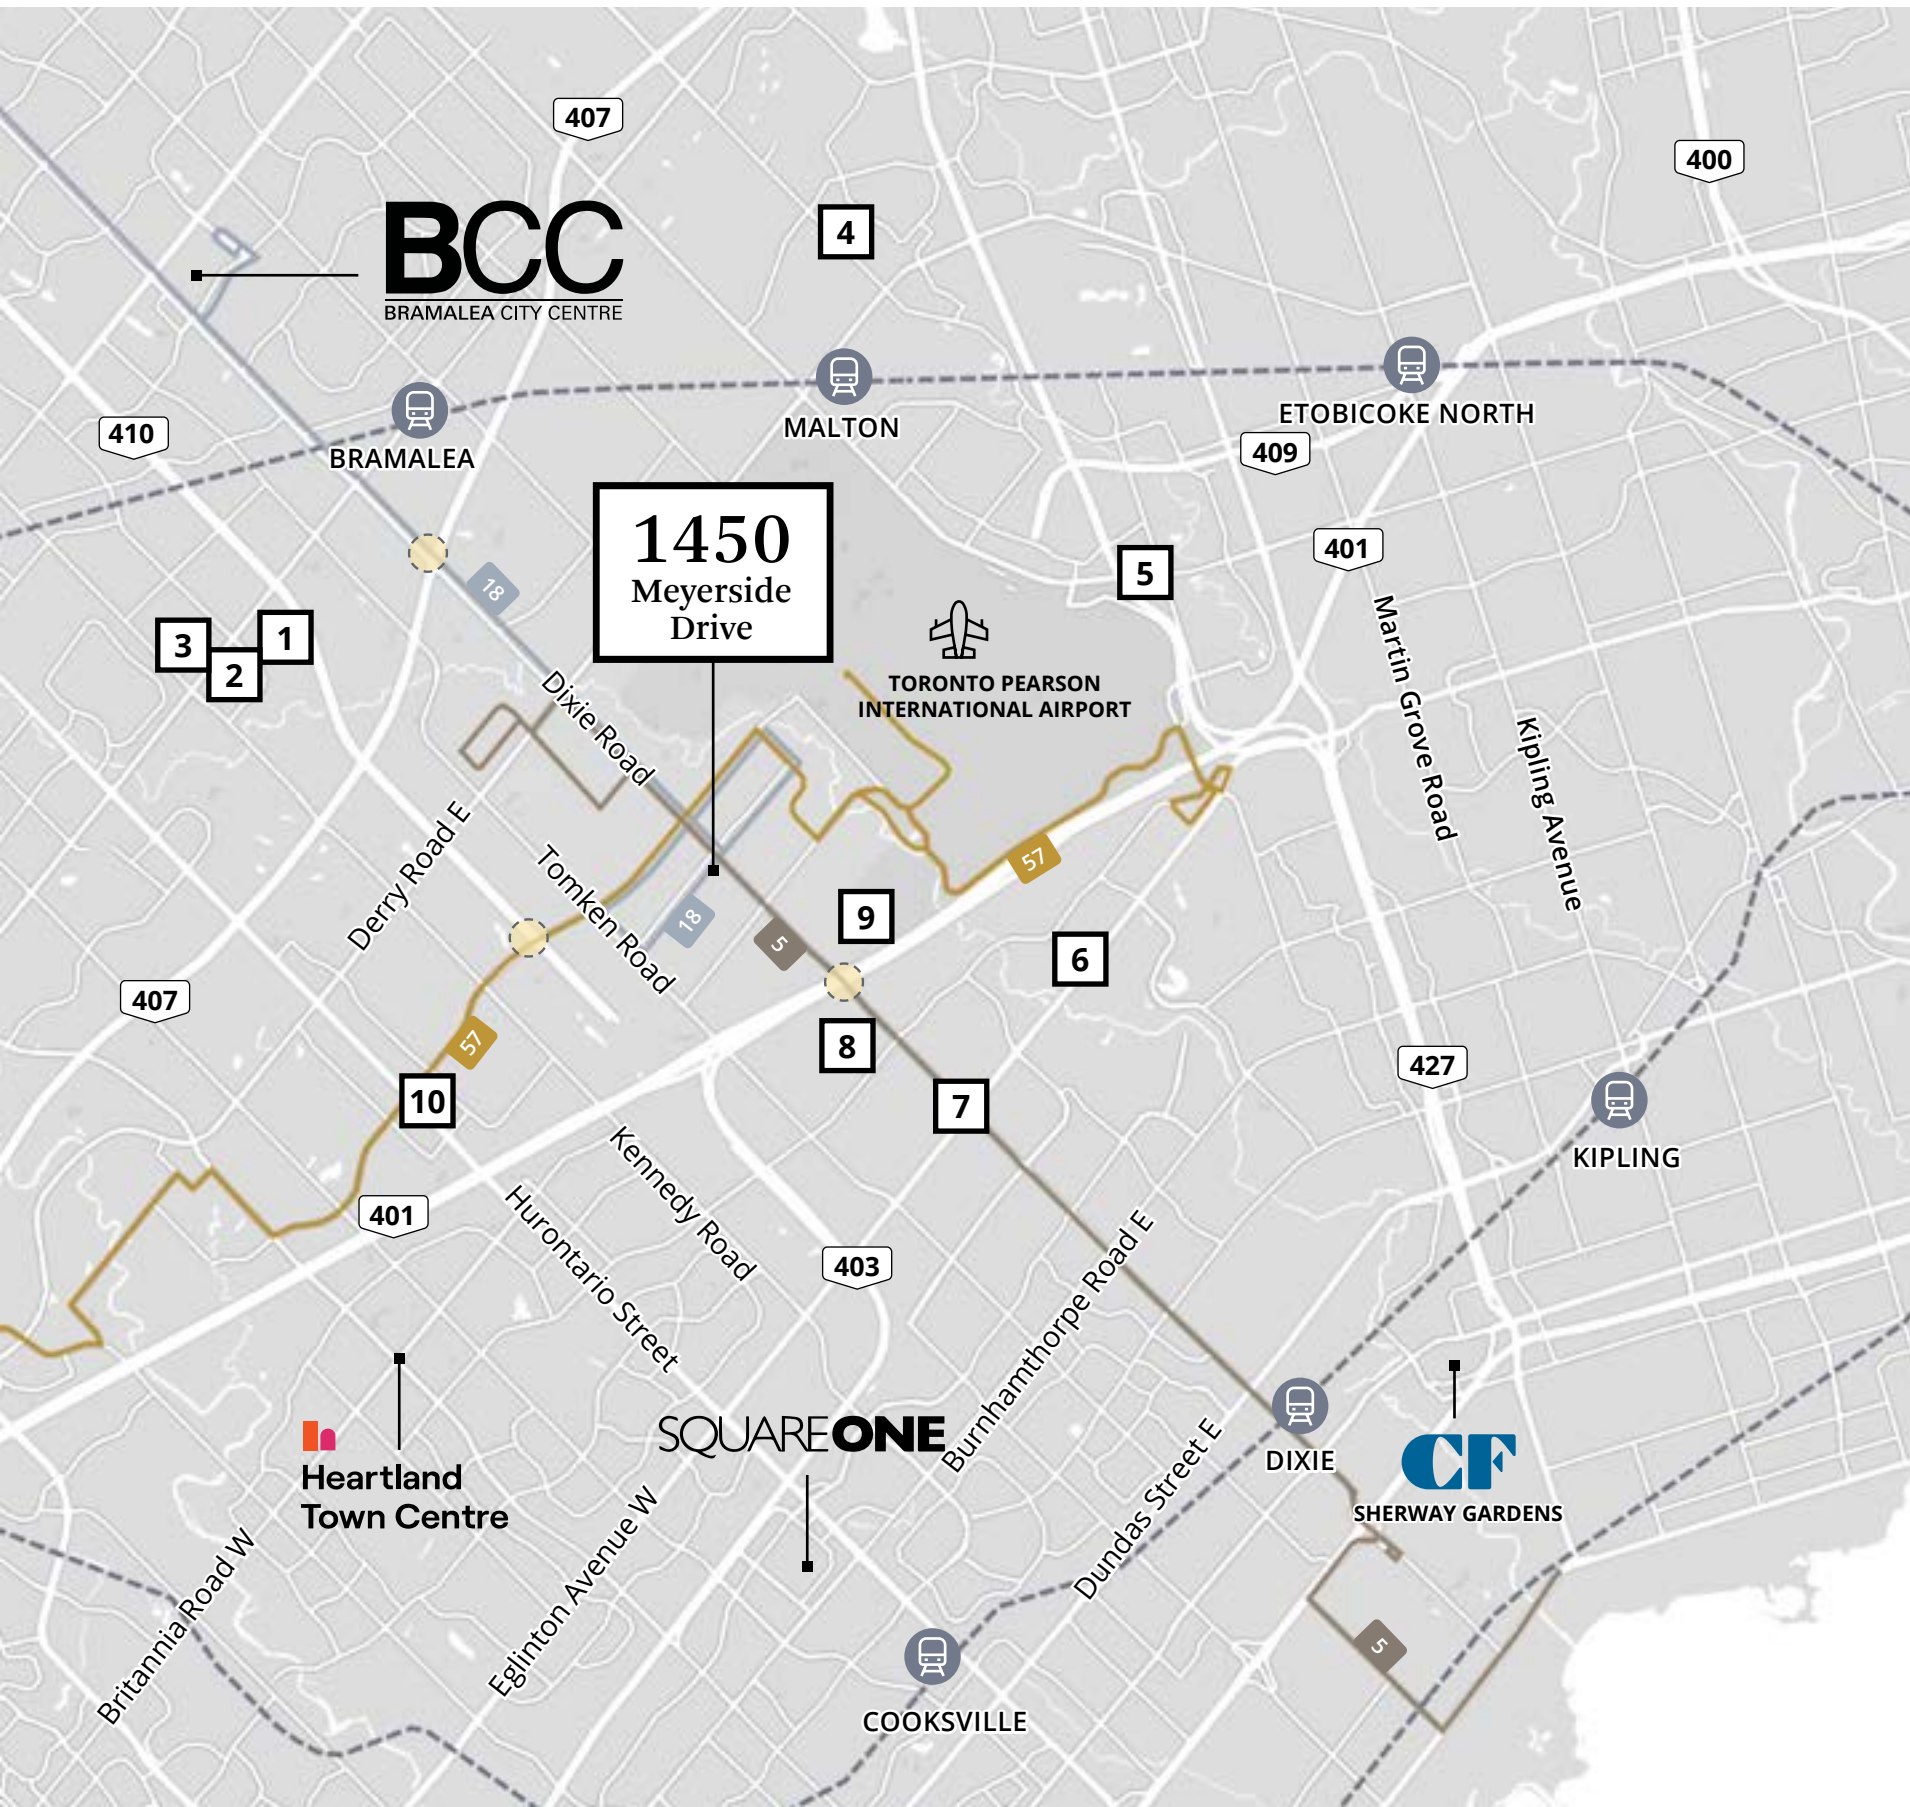 407
400
4
BCC
BRAMALEA CITY CENTRE
410
BRAMALEA
MALTON
ETOBICOKE NORTH
409
401
1450
Meyerside
Drive
5
18
3
2
1
TORONTO PEARSON
INTERNATIONAL AIRPORT
Dixie Road
Martin Grove Road
Kipling Avenue
Derry Road E
Tomken Road
57
18
5
9
6
407
57
8
10
7
427
KIPLING
401
Kennedy Road
Hurontario Street
403
Burnhamthorpe Road E
SQUARE ONE
Heartland
Town Centre
DIXIE
CF
SHERWAY GARDENS
Dundas Street E
Eglinton Avenue W
Britannia Road W
5
COOKSVILLE